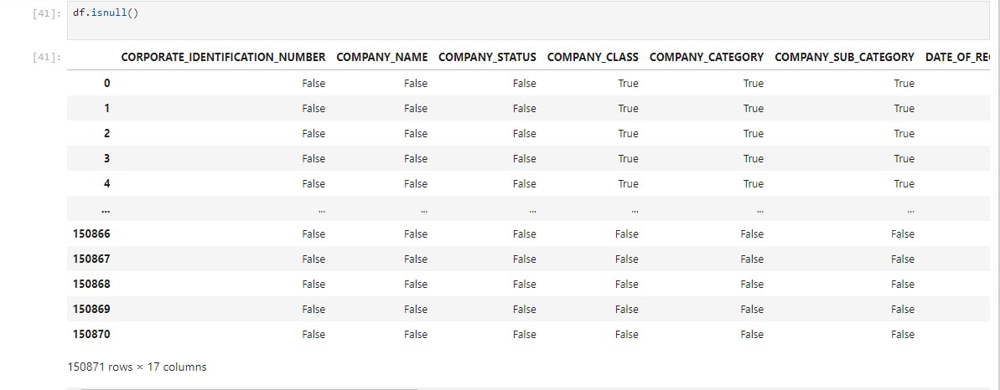 [41]: df.isnull()
[41]:
CORPORATE_IDENTIFICATION_NUMBER COMPANY_NAME COMPANY_STATUS COMPANY_CLASS COMPANY_CATEGORY COMPANY_SUB_CATEGORY DATE_OF_REG
0 False False False True True True
1 False False False True True True
2 False False False True True True
3 False False False True True True
4 False False False True True True
... ... ... ... ... ... ...
150866 False False False False False False
150867 False False False False False False
150868 False False False False False False
150869 False False False False False False
150870 False False False False False False
150871 rows × 17 columns